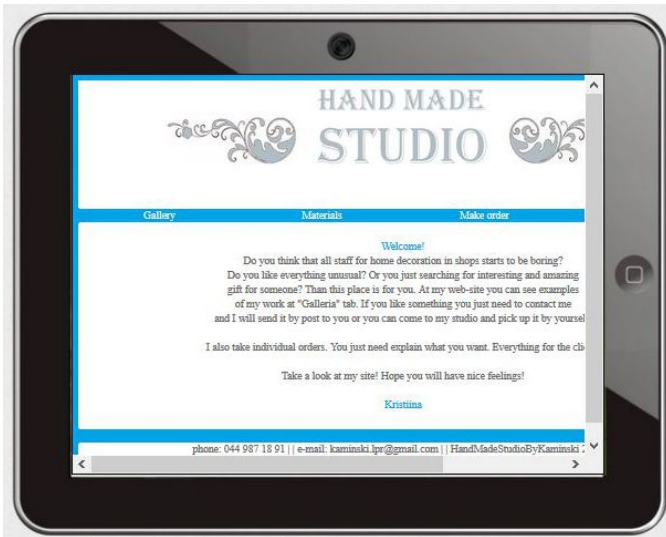 HAND MADE
STUDIO
Gallery Materials Make order
Welcome!
Do you think that all staff for home decoration in shops starts to be boring?
Do you like everything unusual? Or you just searching for interesting and amazing
gift for someone? Than this place is for you. At my web-site you can see examples
of my work at "Galleria" tab. If you like something you just need to contact me
and I will send it by post to you or you can come to my studio and pick up it by yoursel
I also take individual orders. You just need explain what you want. Everything for the cli
Take a look at my site! Hope you will have nice feelings!
Kristiina
phone: 044 987 18 91 | | e-mail: kaminski.lpr@gmail.com | | HandMadeStudioByKaminski 2